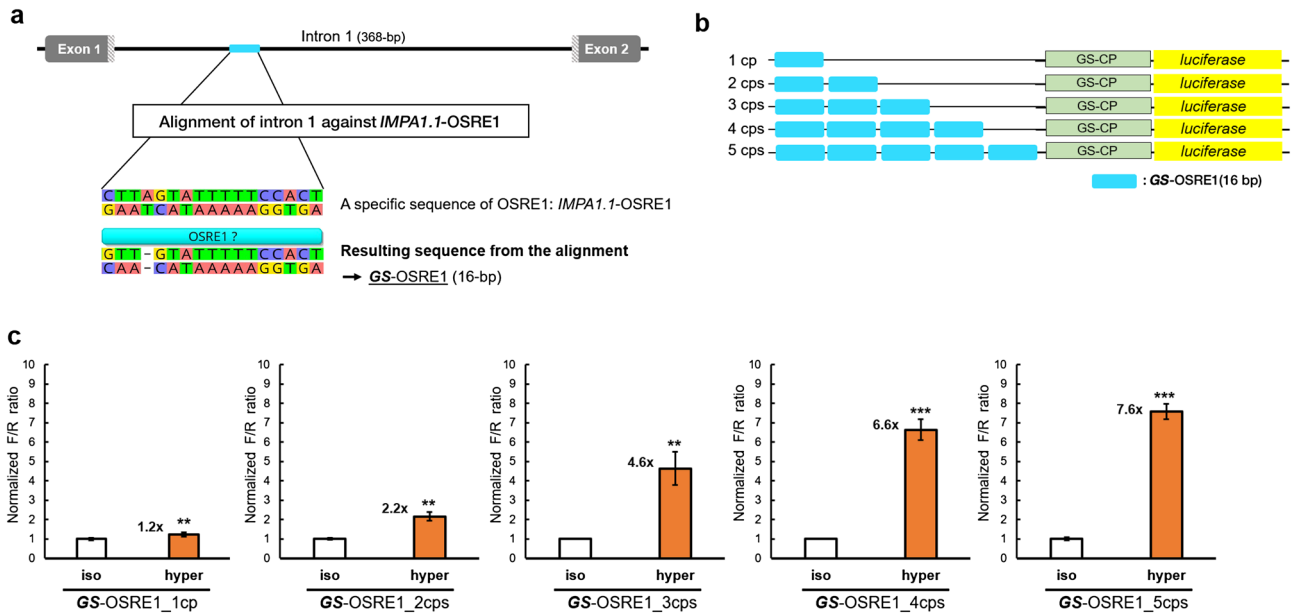 a
Exon 1
Intron 1 (368-bp)
Exon 2
Alignment of intron 1 against IMPA1.1-OSRE1
CTTAGTATTTTTCCACT
GAATCATAAAAAGGTGA
A specific sequence of OSRE1: IMPA1.1-OSRE1
OSRE1 ?
GTT-GTATTTTTCCACT
CAA-CATAAAAAGGTGA
Resulting sequence from the alignment
→ GS-OSRE1 (16-bp)
b
1 cp GS-CP luciferase
2 cps GS-CP luciferase
3 cps GS-CP luciferase
4 cps GS-CP luciferase
5 cps GS-CP luciferase
: GS-OSRE1(16 bp)
c
Normalized F/R ratio
10
9
8
7
6
5
4
3
2
1
0
1.2x
**
iso hyper
GS-OSRE1_1cp
Normalized F/R ratio
10
9
8
7
6
5
4
3
2
1
0
2.2x
**
iso hyper
GS-OSRE1_2cps
Normalized F/R ratio
10
9
8
7
6
5
4
3
2
1
0
4.6x
**
iso hyper
GS-OSRE1_3cps
Normalized F/R ratio
10
9
8
7
6
5
4
3
2
1
0
6.6x
***
iso hyper
GS-OSRE1_4cps
Normalized F/R ratio
10
9
8
7
6
5
4
3
2
1
0
7.6x
***
iso hyper
GS-OSRE1_5cps